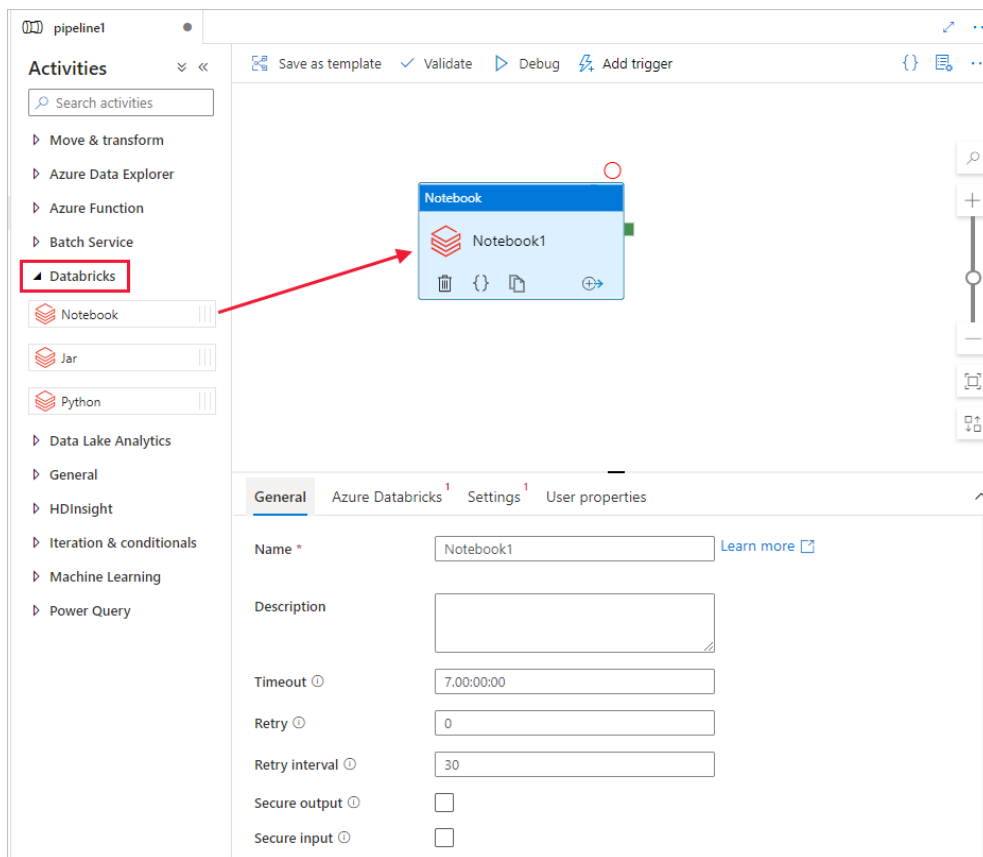 pipeline1
Activities
Search activities
Move & transform
Azure Data Explorer
Azure Function
Batch Service
Databricks
Notebook
Jar
Python
Data Lake Analytics
General
HDInsight
Iteration & conditionals
Machine Learning
Power Query
Save as template Validate Debug Add trigger
Notebook
Notebook1
General Azure Databricks 1 Settings 1 User properties
Name * Notebook1 Learn more
Description
Timeout 7.00:00:00
Retry 0
Retry interval 30
Secure output
Secure input